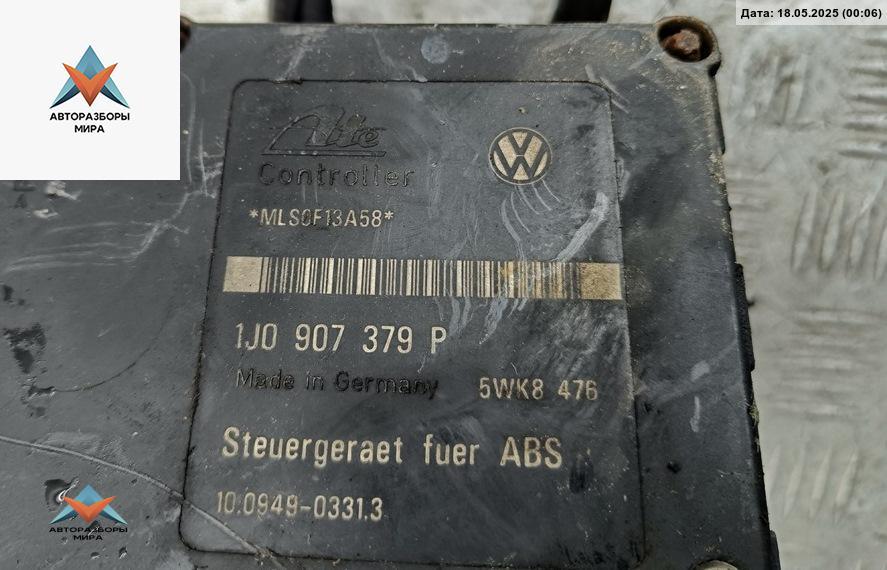 Дата: 18.05.2025 (00:06)
АВТОРАЗБОРЫ
МИРА
Ate
Controller
*MLS0F13A58*
1J0 907 379 P
Made in Germany 5WK8 476
Steuergeraet fuer ABS
10.0949-0331.3
АВТОРАЗБОРЫ
МИРА